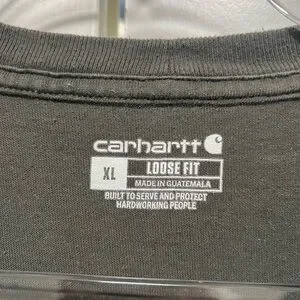 carhartt
XL LOOSE FIT
MADE IN GUATEMALA
BUILT TO SERVE AND PROTECT
HARDWORKING PEOPLE